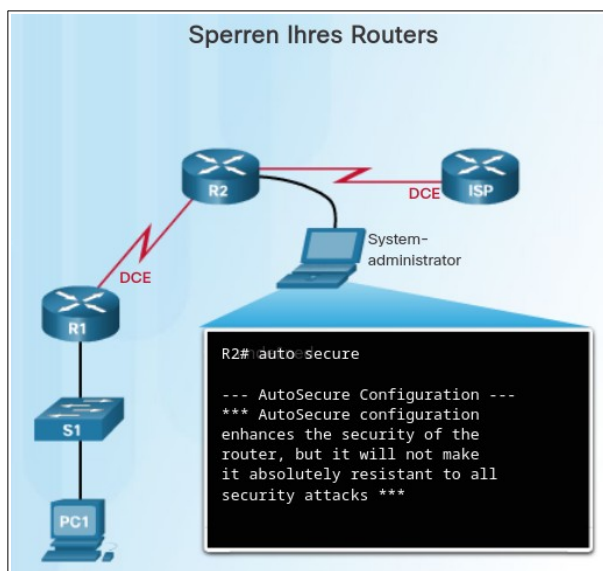 Sperren Ihres Routers
R2
DCE
ISP
System-
administrator
DCE
R1
R2# auto secure
--- AutoSecure Configuration ---
*** AutoSecure configuration
enhances the security of the
router, but it will not make
it absolutely resistant to all
security attacks ***
S1
PC1